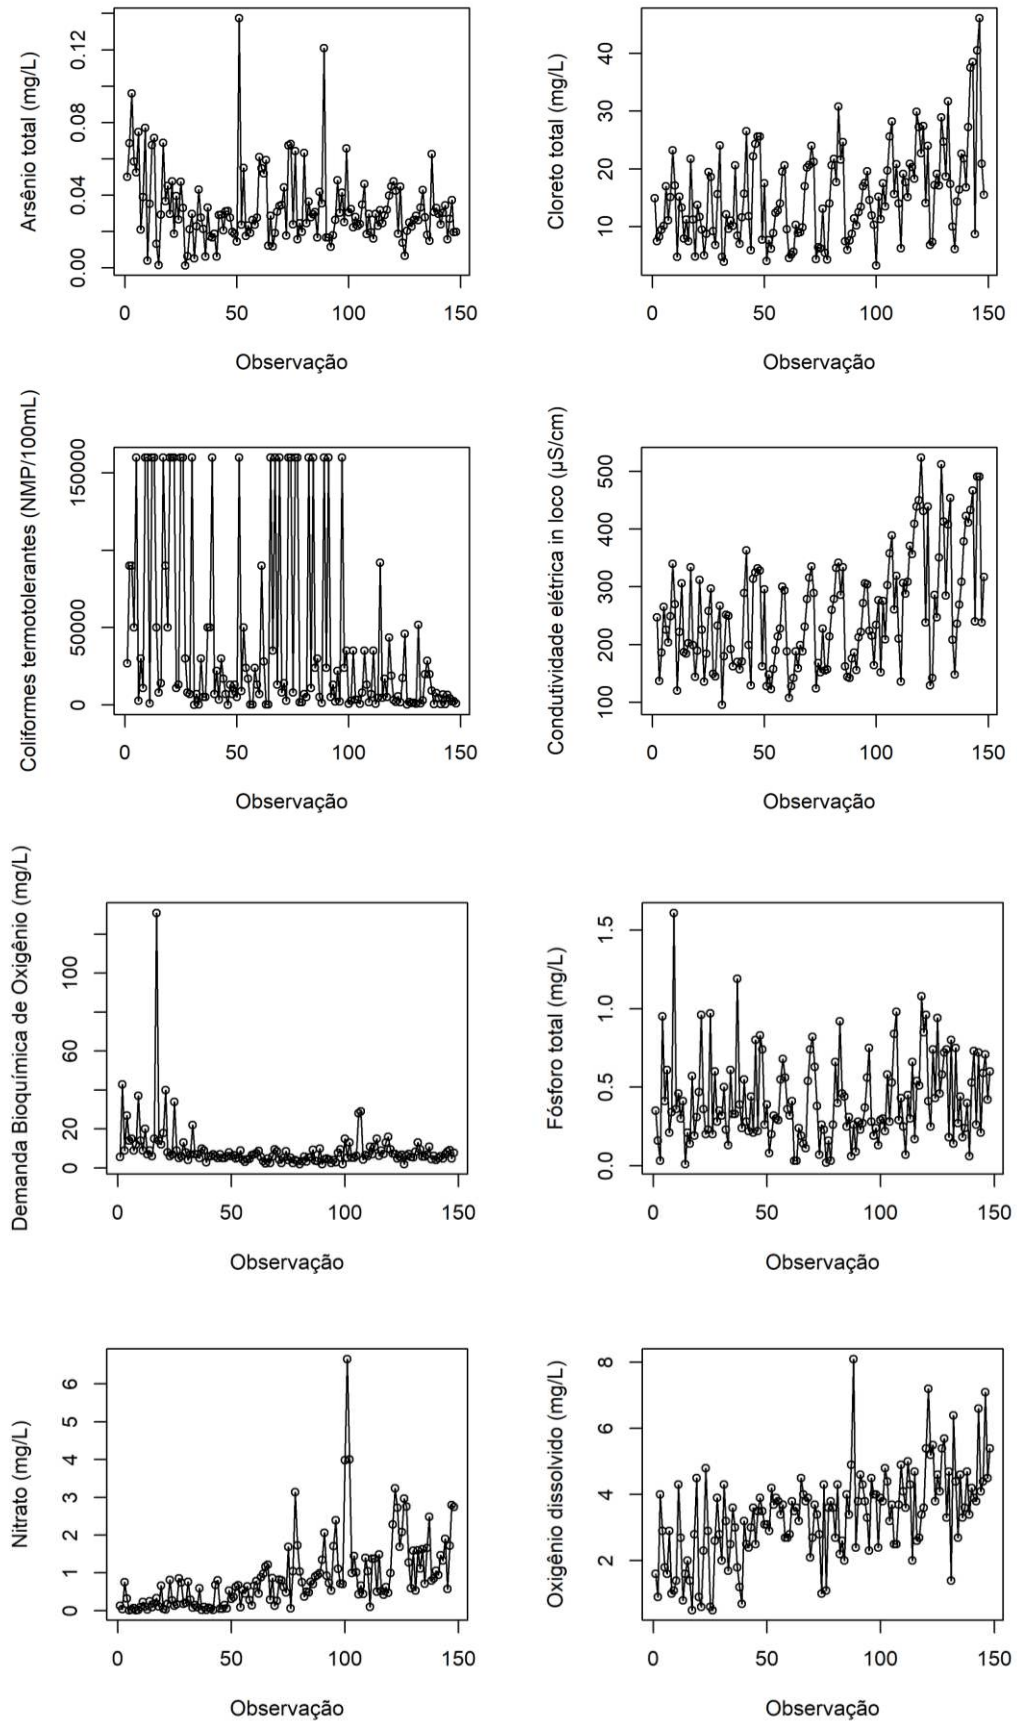 Arsênio total (mg/L)
0.00 0.04 0.08 0.12
0 50 100 150
Observação
Cloreto total (mg/L)
10 20 30 40
0 50 100 150
Observação
Coliformes termotolerantes (NMP/100mL)
0 50000 150000
0 50 100 150
Observação
Condutividade elétrica in loco (µS/cm)
100 200 300 400 500
0 50 100 150
Observação
Demanda Bioquímica de Oxigênio (mg/L)
0 20 60 100
0 50 100 150
Observação
Fósforo total (mg/L)
0.0 0.5 1.0 1.5
0 50 100 150
Observação
Nitrato (mg/L)
0 1 2 3 4 5 6
0 50 100 150
Observação
Oxigênio dissolvido (mg/L)
2 4 6 8
0 50 100 150
Observação